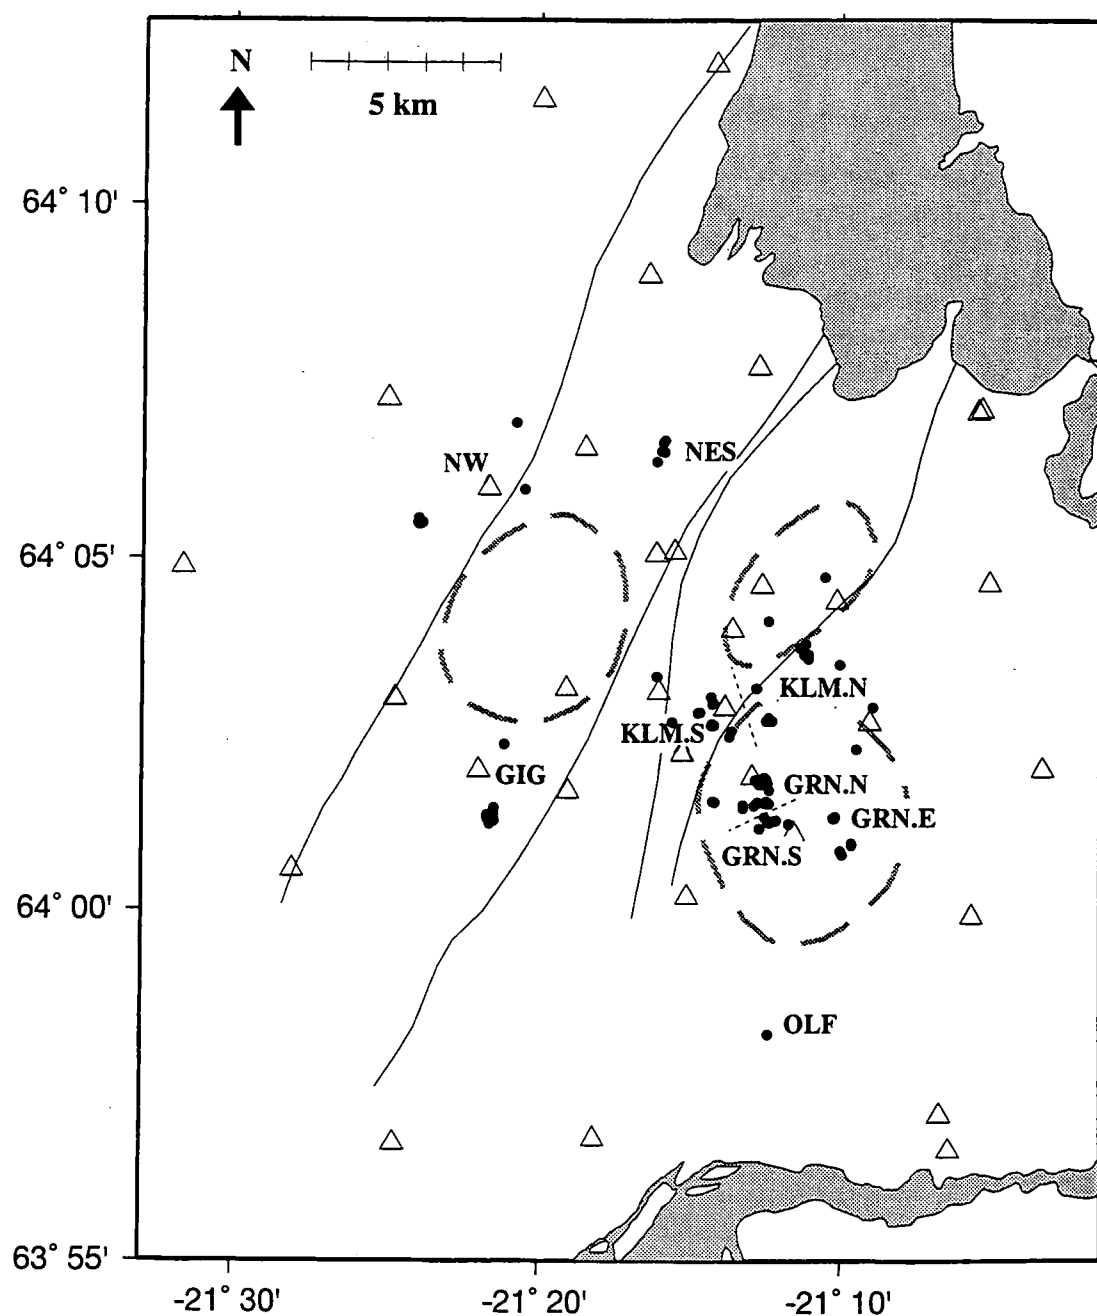 N
5 km
64° 10'
NW
NES
64° 05'
KLM.N
KLM.S
GIG
GRN.N
GRN.E
GRN.S
64° 00'
OLF
63° 55'
-21° 30'
-21° 20'
-21° 10'